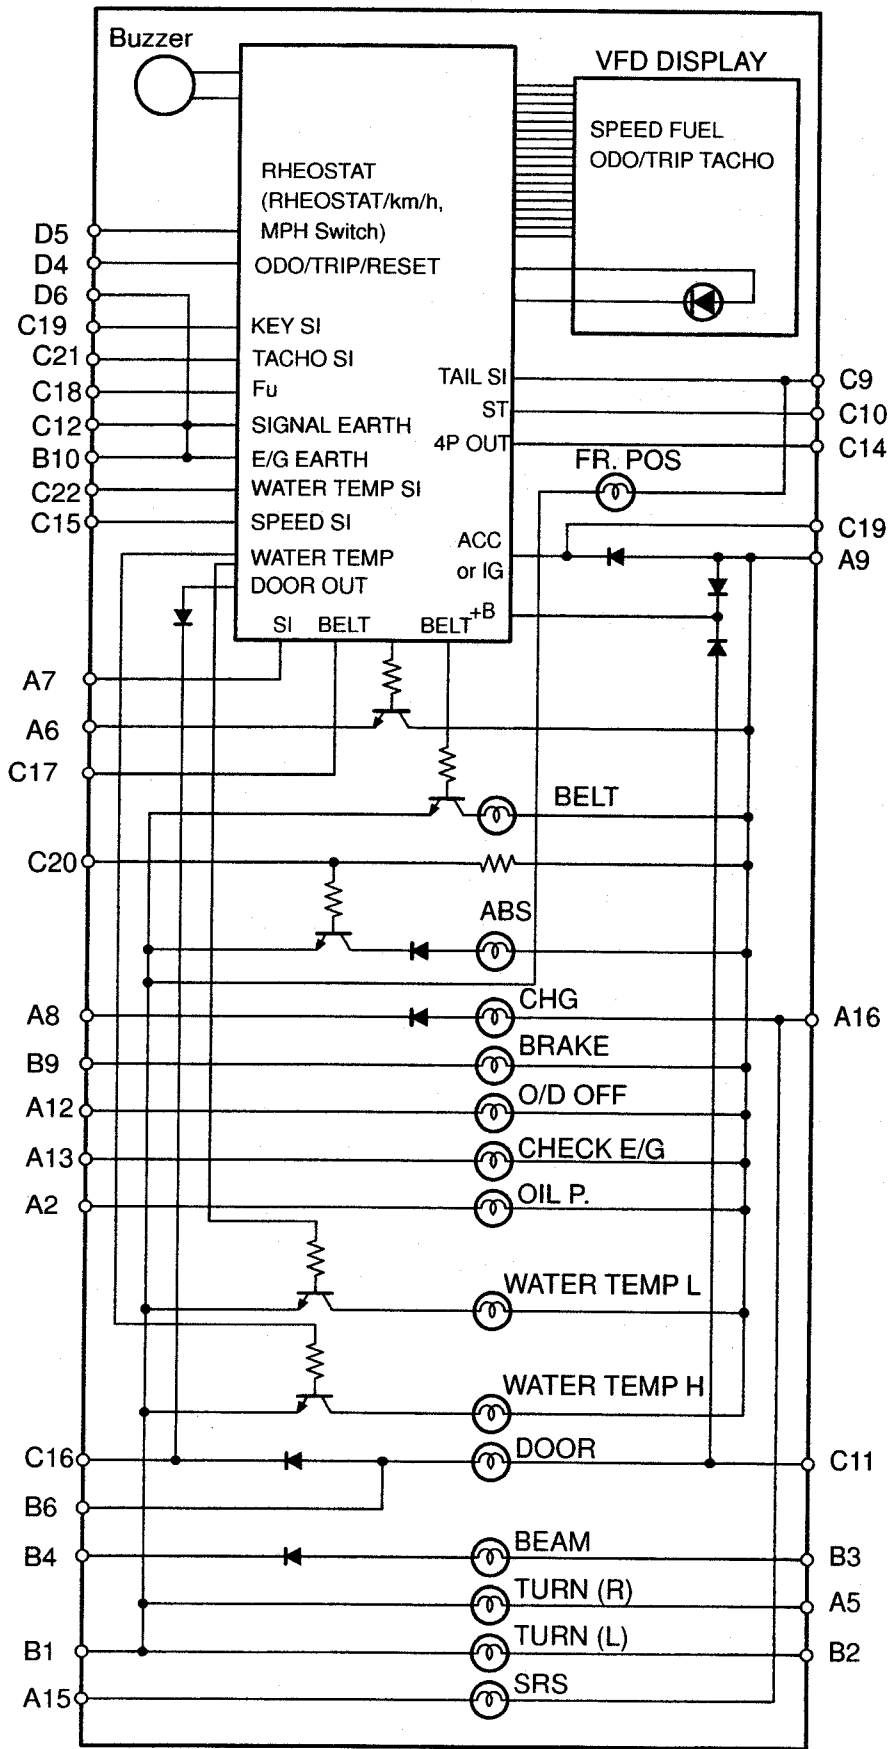 Buzzer
VFD DISPLAY
SPEED FUEL
ODO/TRIP TACHO
RHEOSTAT
(RHEOSTAT/km/h,
MPH Switch)
D5
D4
ODO/TRIP/RESET
D6
C19
KEY SI
C21
TACHO SI
C18
Fu
C12
SIGNAL EARTH
B10
E/G EARTH
C22
WATER TEMP SI
C15
SPEED SI
WATER TEMP
DOOR OUT
TAIL SI
C9
ST
C10
4P OUT
C14
FR. POS
C19
ACC
or IG
A9
+B
SI
BELT
BELT
A7
A6
C17
BELT
C20
ABS
A8
CHG
A16
B9
BRAKE
A12
O/D OFF
A13
CHECK E/G
A2
OIL P.
WATER TEMP L
WATER TEMP H
C16
DOOR
C11
B6
B4
BEAM
B3
TURN (R)
A5
B1
TURN (L)
B2
A15
SRS